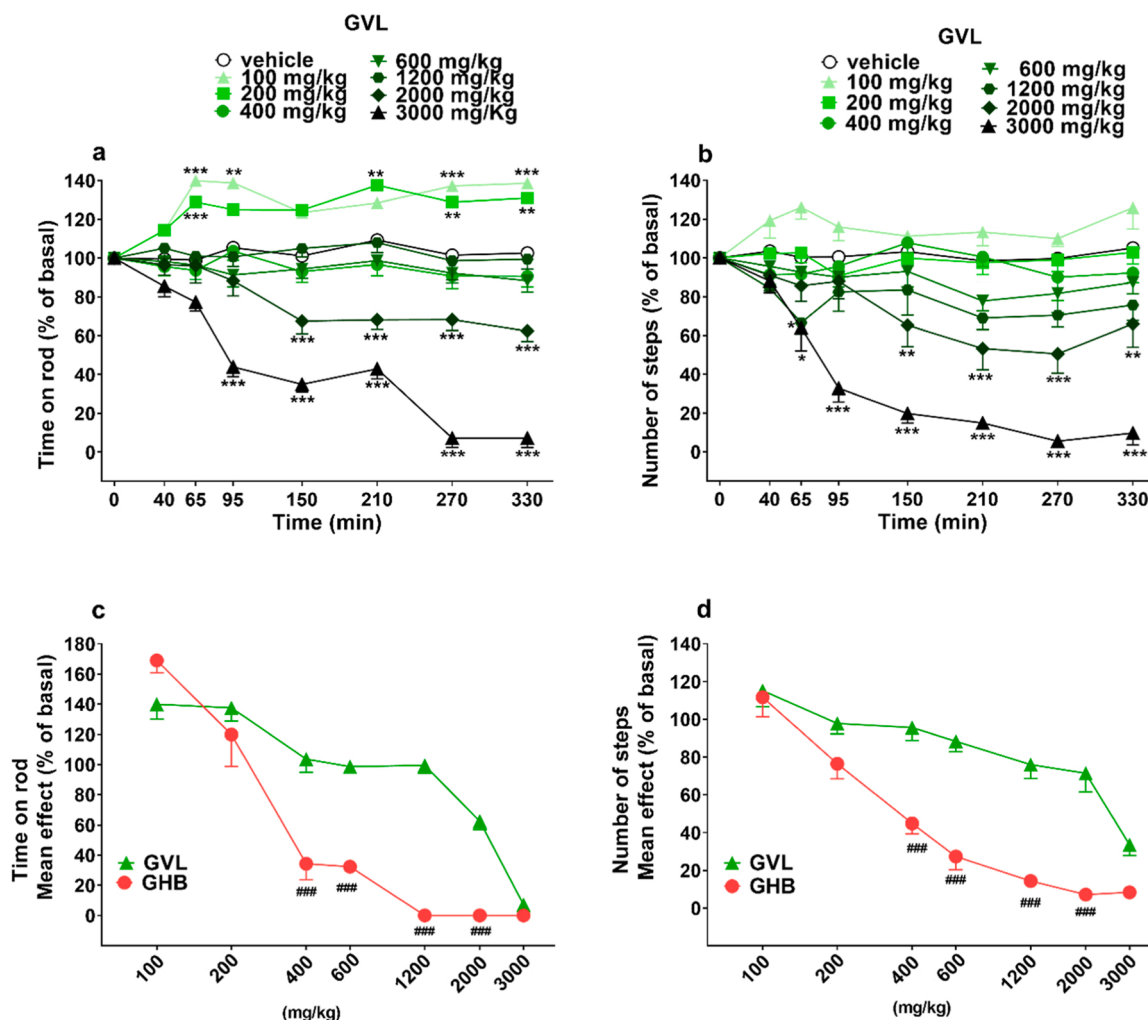 GVL
vehicle
100 mg/kg
200 mg/kg
400 mg/kg
600 mg/kg
1200 mg/kg
2000 mg/kg
3000 mg/Kg
a
Time on rod (% of basal)
140
120
100
80
60
40
20
0
*** ** ** *** ***
*** ** **
*** *** *** ***
*** *** *** *** ***
0 40 65 95 150 210 270 330
Time (min)
GVL
vehicle
100 mg/kg
200 mg/kg
400 mg/kg
600 mg/kg
1200 mg/kg
2000 mg/kg
3000 mg/kg
b
Number of steps (% of basal)
140
120
100
80
60
40
20
0
* ** *** *** **
* *** *** *** *** ***
0 40 65 95 150 210 270 330
Time (min)
c
Time on rod
Mean effect (% of basal)
180
160
140
120
100
80
60
40
20
0
GVL
GHB
### ### ### ###
100 200 400 600 1200 2000 3000
(mg/kg)
d
Number of steps
Mean effect (% of basal)
140
120
100
80
60
40
20
0
GVL
GHB
### ### ### ###
100 200 400 600 1200 2000 3000
(mg/kg)